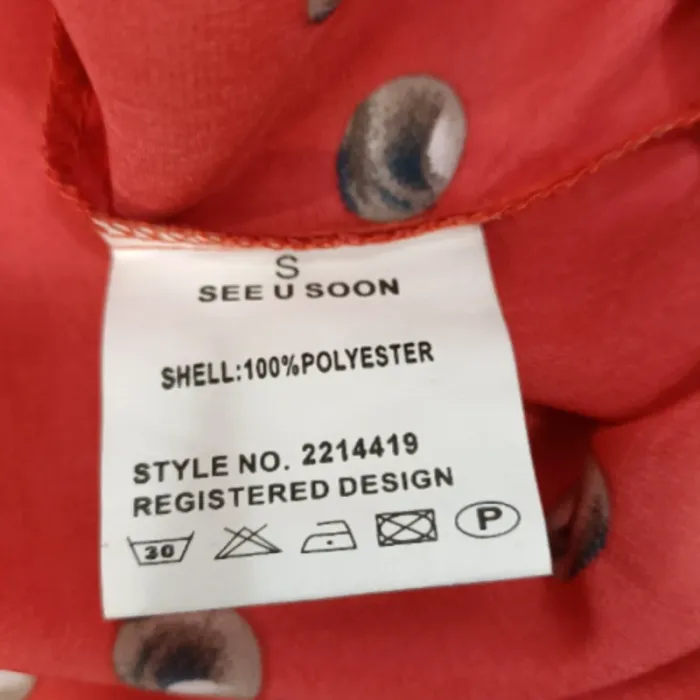 S
SEE U SOON
SHELL:100%POLYESTER
STYLE NO. 2214419
REGISTERED DESIGN
30 P